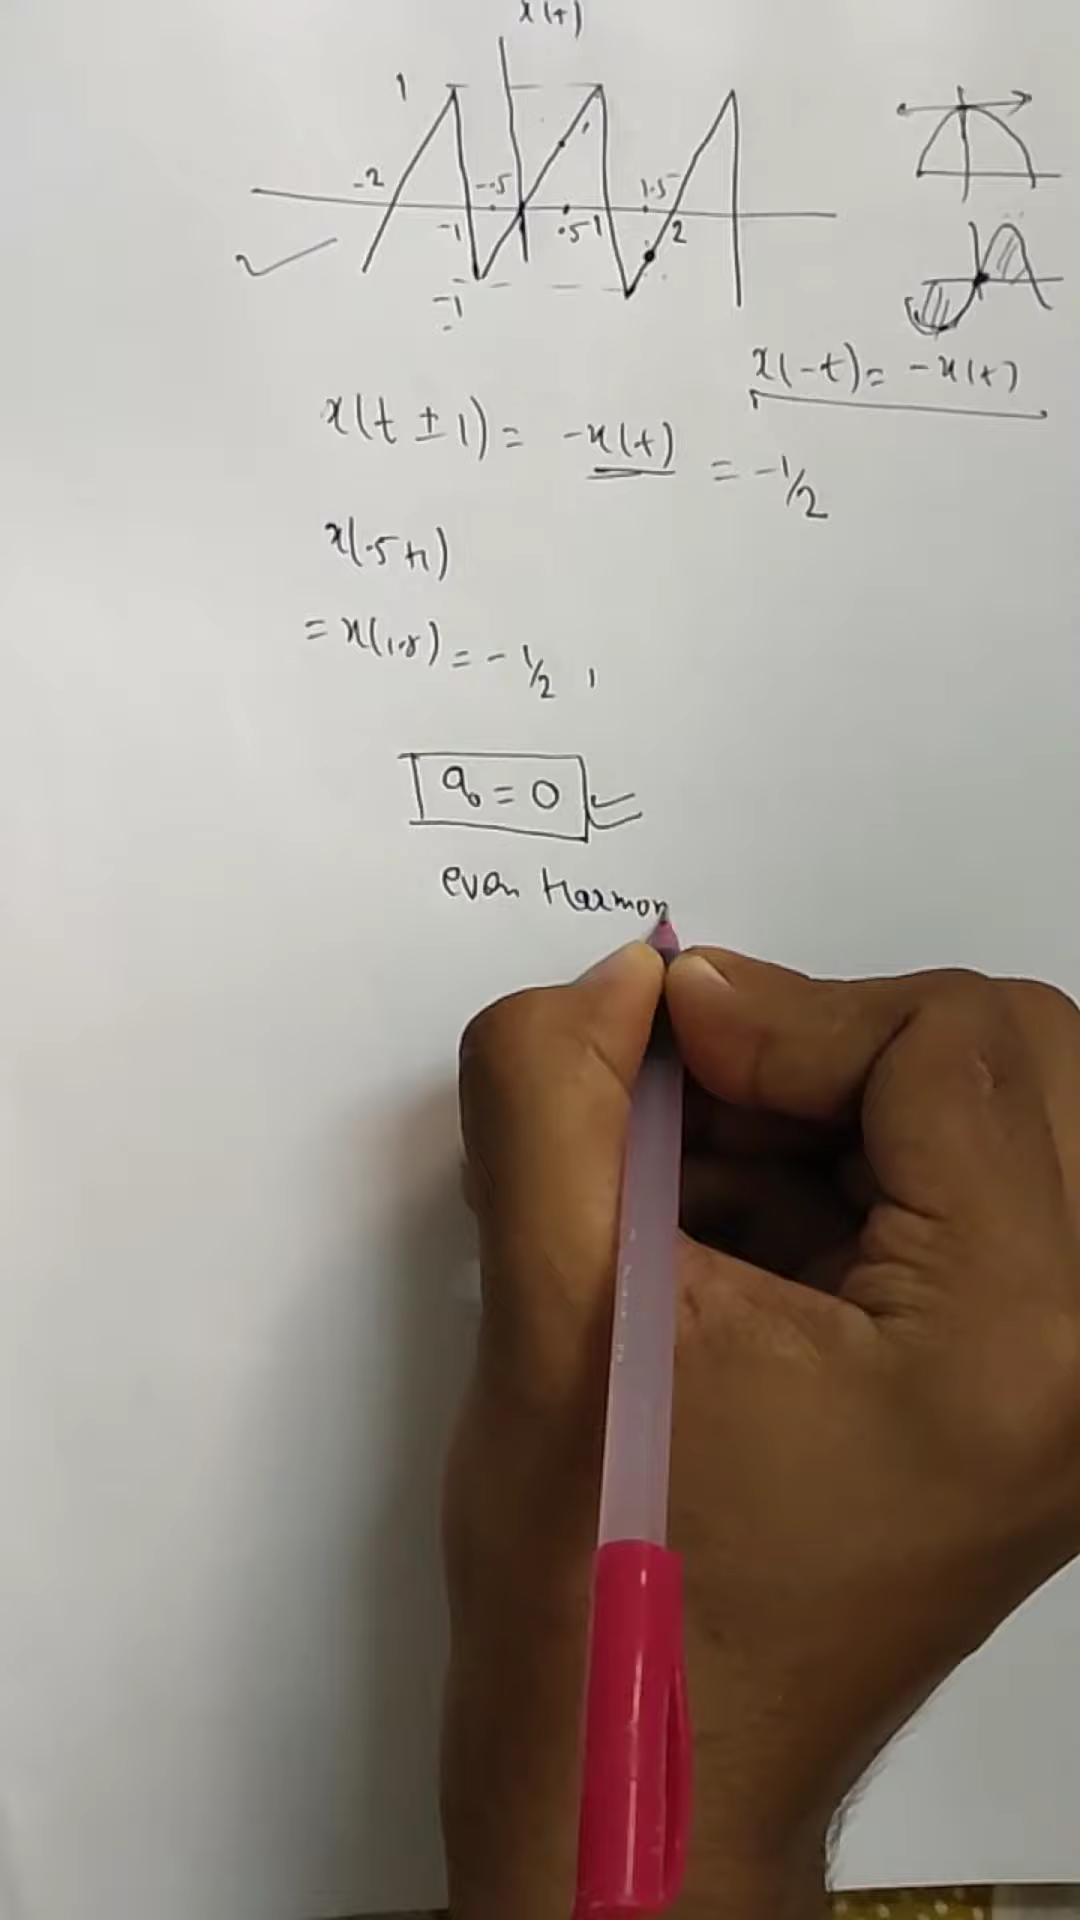 x(t)
1
-2 -.5 1.5
-1 .5 1 2
-1
x(-t) = -x(t)
x(t ± 1) = -x(t) = -1/2
x(.5+1)
= x(1.5) = -1/2 ,
a₀ = 0
even Harmon